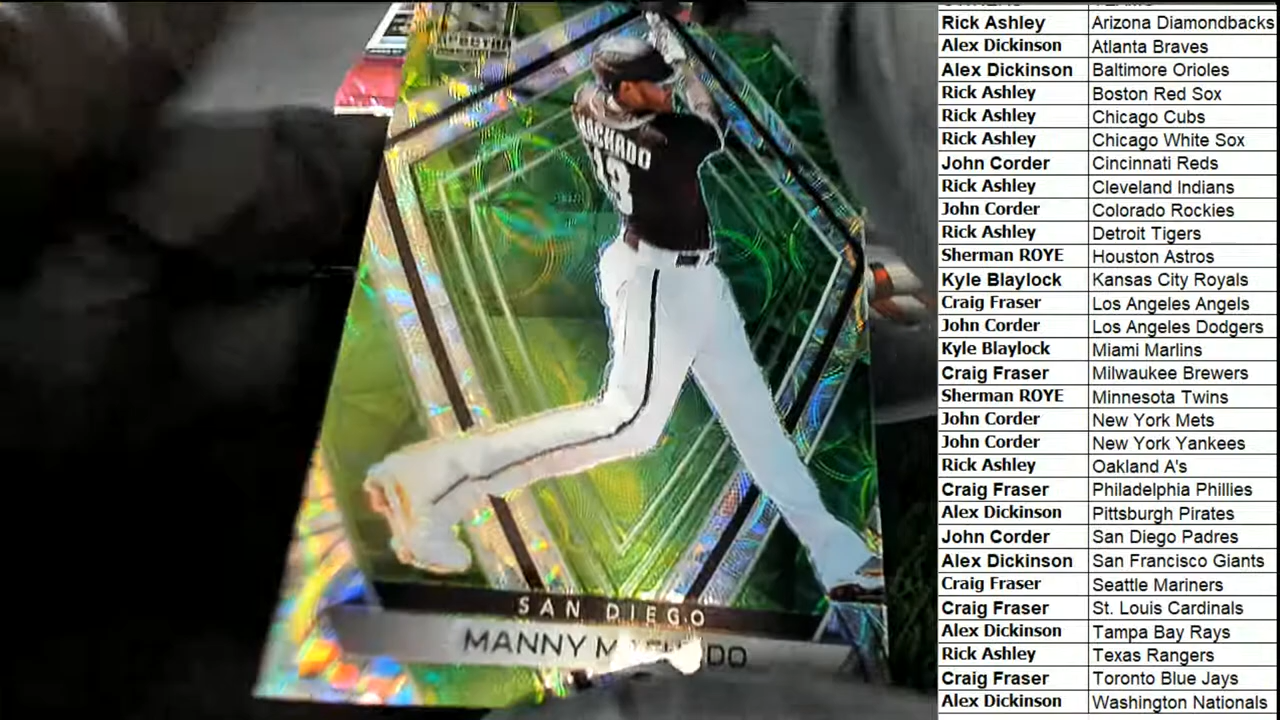 SPECTRA
MACHADO
13
SAN DIEGO
MANNY MACHADO
Rick Ashley Arizona Diamondbacks
Alex Dickinson Atlanta Braves
Alex Dickinson Baltimore Orioles
Rick Ashley Boston Red Sox
Rick Ashley Chicago Cubs
Rick Ashley Chicago White Sox
John Corder Cincinnati Reds
Rick Ashley Cleveland Indians
John Corder Colorado Rockies
Rick Ashley Detroit Tigers
Sherman ROYE Houston Astros
Kyle Blaylock Kansas City Royals
Craig Fraser Los Angeles Angels
John Corder Los Angeles Dodgers
Kyle Blaylock Miami Marlins
Craig Fraser Milwaukee Brewers
Sherman ROYE Minnesota Twins
John Corder New York Mets
John Corder New York Yankees
Rick Ashley Oakland A's
Craig Fraser Philadelphia Phillies
Alex Dickinson Pittsburgh Pirates
John Corder San Diego Padres
Alex Dickinson San Francisco Giants
Craig Fraser Seattle Mariners
Craig Fraser St. Louis Cardinals
Alex Dickinson Tampa Bay Rays
Rick Ashley Texas Rangers
Craig Fraser Toronto Blue Jays
Alex Dickinson Washington Nationals